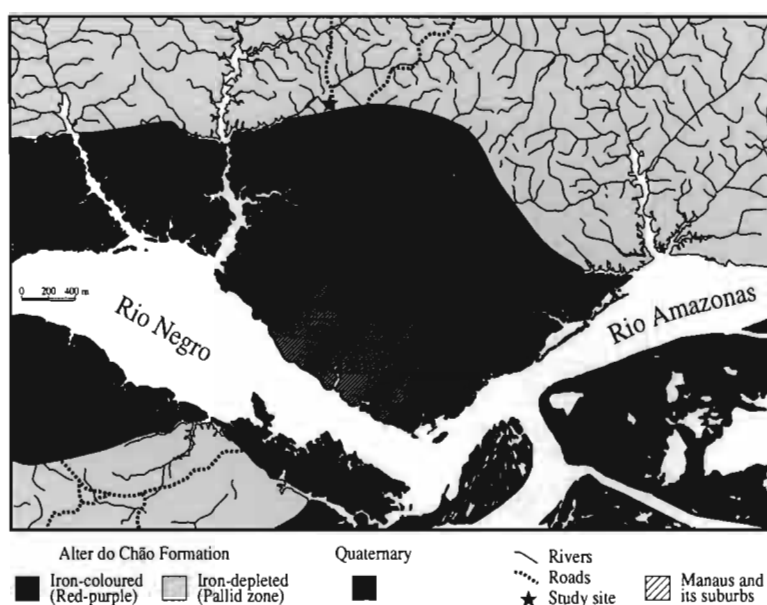 0 200 400 m
Rio Negro
Rio Amazonas
Alter do Chão Formation
Iron-coloured
(Red-purple)
Iron-depleted
(Pallid zone)
Quaternary
Rivers
Roads
Study site
Manaus and
its suburbs